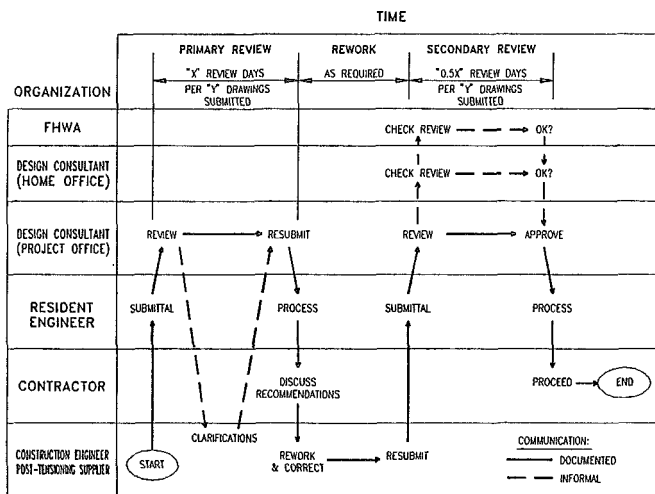 TIME
PRIMARY REVIEW
REWORK
SECONDARY REVIEW
"X" REVIEW DAYS
PER "Y" DRAWINGS
SUBMITTED
AS REQUIRED
"0.5X" REVIEW DAYS
PER "Y" DRAWINGS
SUBMITTED
ORGANIZATION
FHWA
CHECK REVIEW
OK?
DESIGN CONSULTANT
(HOME OFFICE)
CHECK REVIEW
OK?
DESIGN CONSULTANT
(PROJECT OFFICE)
REVIEW
RESUBMIT
REVIEW
APPROVE
RESIDENT
ENGINEER
SUBMITTAL
PROCESS
SUBMITTAL
PROCESS
CONTRACTOR
DISCUSS
RECOMMENDATIONS
PROCEED
END
CONSTRUCTION ENGINEER
POST-TENSIONING SUPPLIER
START
CLARIFICATIONS
REWORK
& CORRECT
RESUBMIT
COMMUNICATION:
DOCUMENTED
INFORMAL